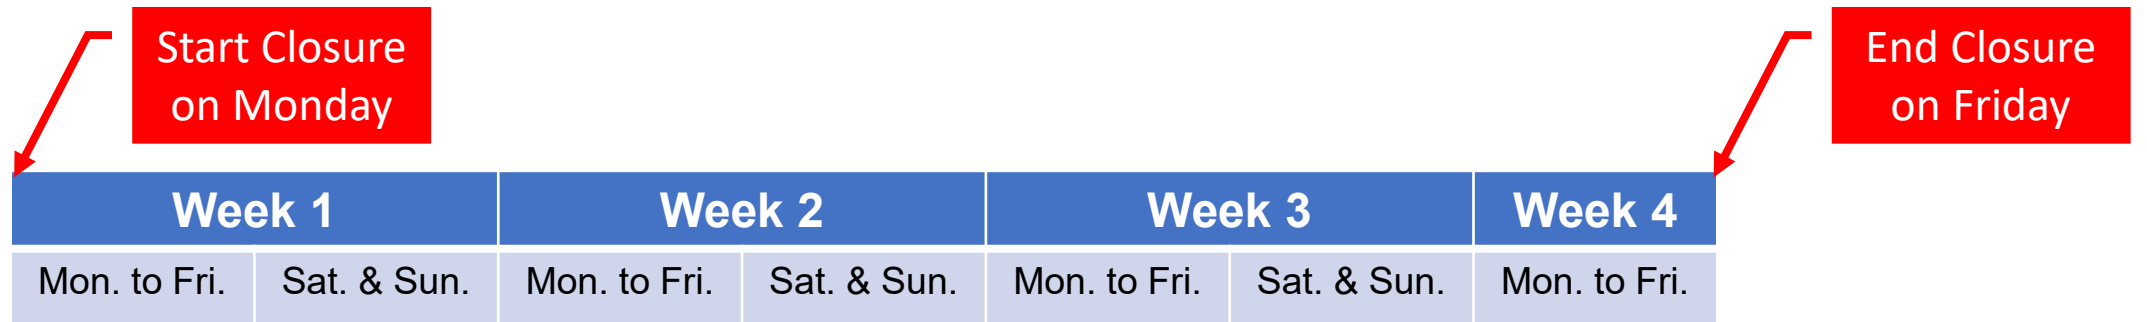 Start Closure
on Monday
End Closure
on Friday
Week 1
Week 2
Week 3
Week 4
Mon. to Fri.
Sat. & Sun.
Mon. to Fri.
Sat. & Sun.
Mon. to Fri.
Sat. & Sun.
Mon. to Fri.